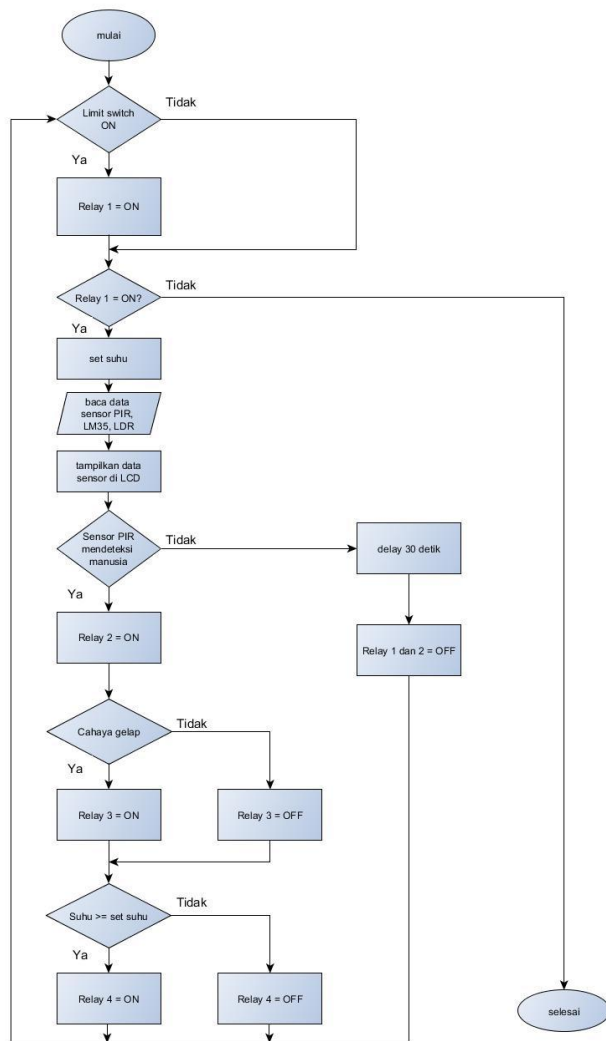 mulai
Limit switch
ON
Tidak
Ya
Relay 1 = ON
Relay 1 = ON?
Tidak
Ya
set suhu
baca data
sensor PIR,
LM35, LDR
tampilkan data
sensor di LCD
Sensor PIR
mendeteksi
manusia
Tidak
delay 30 detik
Ya
Relay 2 = ON
Relay 1 dan 2 = OFF
Cahaya gelap
Tidak
Ya
Relay 3 = ON
Relay 3 = OFF
Suhu >= set suhu
Tidak
Ya
Relay 4 = ON
Relay 4 = OFF
selesai